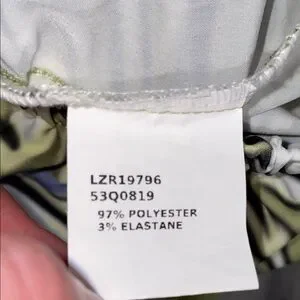 LZR19796
53Q0819
97% POLYESTER
3% ELASTANE